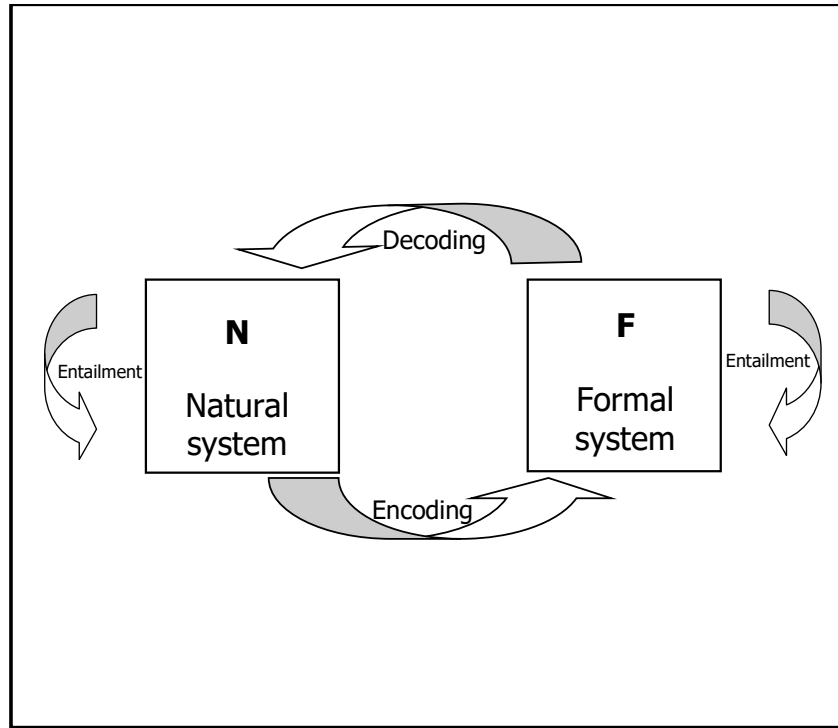 Decoding
N
Natural
system
Entailment
F
Formal
system
Entailment
Encoding